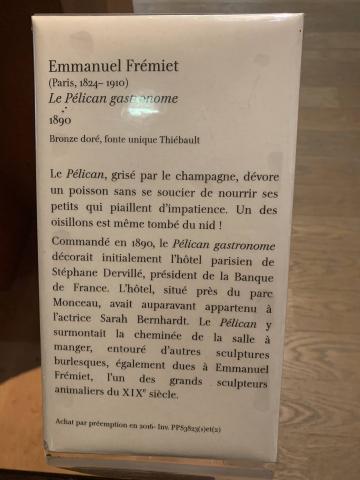 Emmanuel Frémiet
(Paris, 1824– 1910)
Le Pélican gastronome
1890
Bronze doré, fonte unique Thiébault
Le Pélican, grisé par le champagne, dévore
un poisson sans se soucier de nourrir ses
petits qui piaillent d'impatience. Un des
oisillons est même tombé du nid !
Commandé en 1890, le Pélican gastronome
décorait initialement l'hôtel parisien de
Stéphane Dervillé, président de la Banque
de France. L'hôtel, situé près du parc
Monceau, avait auparavant appartenu à
l'actrice Sarah Bernhardt. Le Pélican y
surmontait la cheminée de la salle à
manger, entouré d'autres sculptures
burlesques, également dues à Emmanuel
Frémiet, l'un des grands sculpteurs
animaliers du XIXe siècle.
Achat par préemption en 2016- Inv. PPS3823(1)et(2)